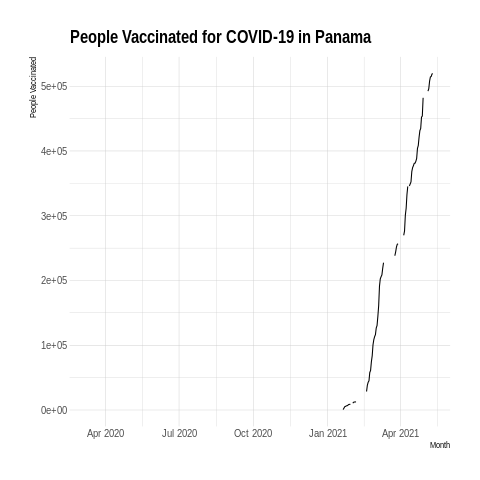 People Vaccinated for COVID-19 in Panama
People Vaccinated
5e+05
4e+05
3e+05
2e+05
1e+05
0e+00
Apr 2020 Jul 2020 Oct 2020 Jan 2021 Apr 2021
Month